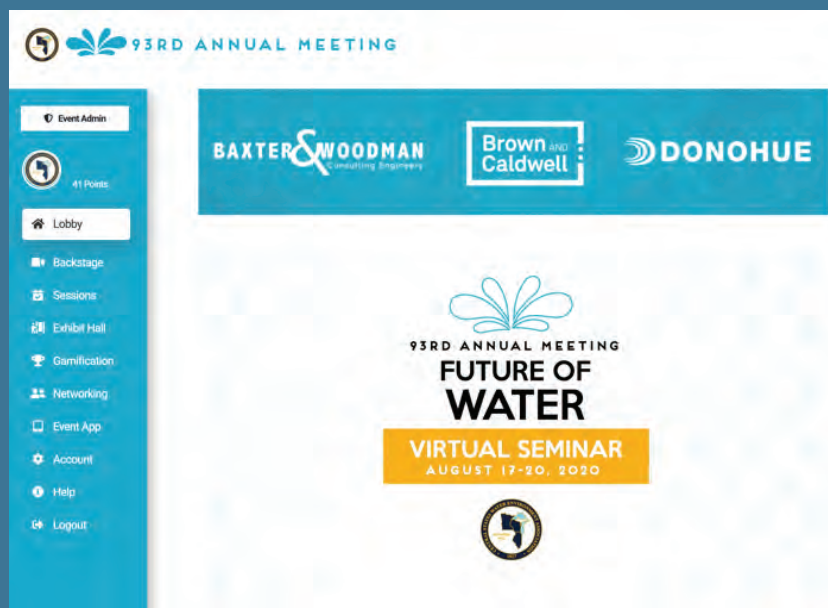 93RD ANNUAL MEETING
Event Admin
41 Points
Lobby
Backstage
Sessions
Exhibit Hall
Gamification
Networking
Event App
Account
Help
Logout
BAXTER & WOODMAN
Consulting Engineers
Brown AND
Caldwell
DONOHUE
93RD ANNUAL MEETING
FUTURE OF
WATER
VIRTUAL SEMINAR
AUGUST 17-20, 2020